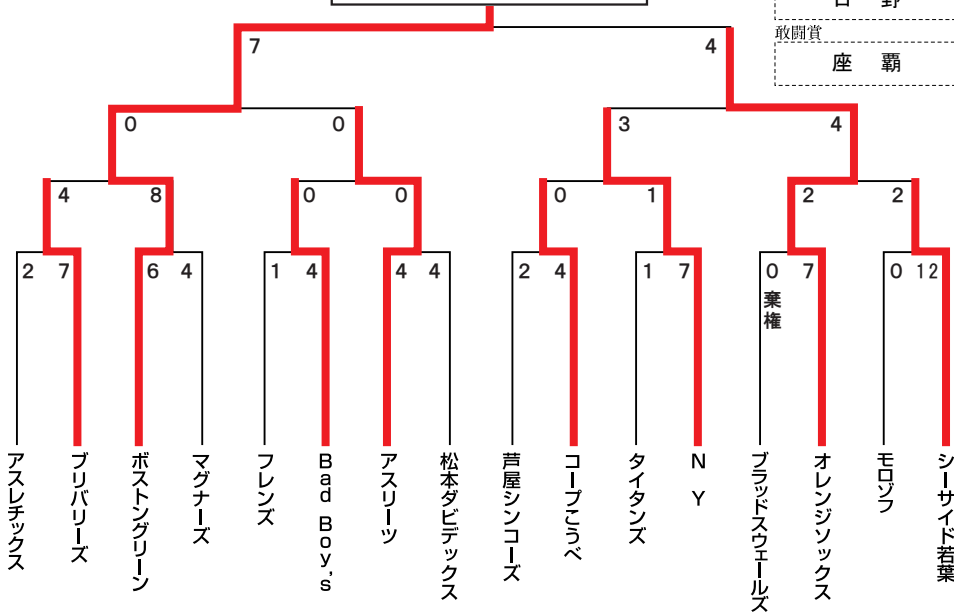 敢闘賞
座 覇
7 4
0 0 3 4
4 8 0 0 0 1 2 2
2 7 6 4 1 4 4 4 2 4 1 7 0 7 0 12
棄権
アスレチックス
ブリバリーズ
ボストングリーン
マグナーズ
フレンズ
Bad Boy's
アスリーツ
松本ダビデックス
芦屋シンコーズ
コープこうべ
タイタンズ
NY
ブラッドスウェールズ
オレンジソックス
モロゾフ
シーサイド若葉